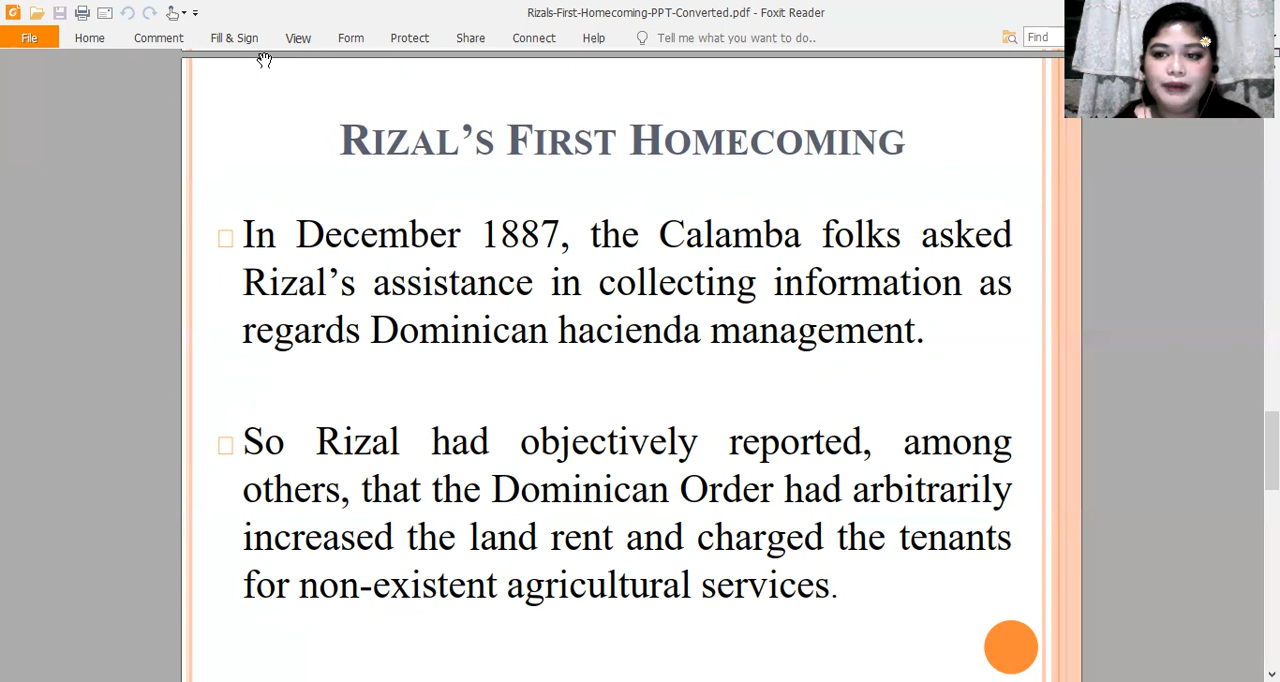 Rizals-First-Homecoming-PPT-Converted.pdf - Foxit Reader
File Home Comment Fill & Sign View Form Protect Share Connect Help Tell me what you want to do.. Find
RIZAL’S FIRST HOMECOMING
In December 1887, the Calamba folks asked
Rizal’s assistance in collecting information as
regards Dominican hacienda management.
So Rizal had objectively reported, among
others, that the Dominican Order had arbitrarily
increased the land rent and charged the tenants
for non-existent agricultural services.